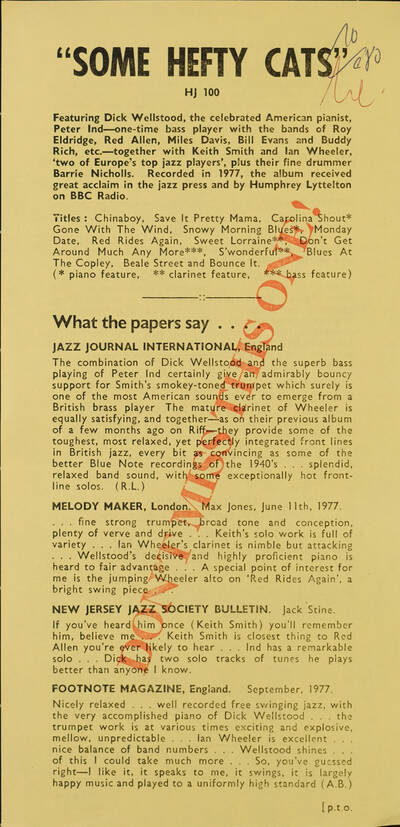 "SOME HEFTY CATS"
HJ 100
Featuring Dick Wellstood, the celebrated American pianist,
Peter Ind—one-time bass player with the bands of Roy
Eldridge, Red Allen, Miles Davis, Bill Evans and Buddy
Rich, etc.—together with Keith Smith and Ian Wheeler,
'two of Europe's top jazz players', plus their fine drummer
Barrie Nicholls. Recorded in 1977, the album received
great acclaim in the jazz press and by Humphrey Lyttelton
on BBC Radio.
Titles : Chinaboy, Save It Pretty Mama, Carolina Shout*
Gone With The Wind, Snowy Morning Blues*, Monday
Date, Red Rides Again, Sweet Lorraine** Don't Get
Around Much Any More***, S'wonderful** Blues At
The Copley, Beale Street and Bounce It.
(* piano feature, ** clarinet feature, *** bass feature)
What the papers say . . . .
JAZZ JOURNAL INTERNATIONAL, England
The combination of Dick Wellstood and the superb bass
playing of Peter Ind certainly give an admirably bouncy
support for Smith's smokey-toned trumpet which surely is
one of the most American sounds ever to emerge from a
British brass player The mature clarinet of Wheeler is
equally satisfying, and together—as on their previous album
of a few months ago on Riff—they provide some of the
toughest, most relaxed, yet perfectly integrated front lines
in British jazz, every bit as convincing as some of the
better Blue Note recordings of the 1940's . . . splendid,
relaxed band sound, with some exceptionally hot front-
line solos. (R.L.)
MELODY MAKER, London. Max Jones, June 11th, 1977.
. . . fine strong trumpet, broad tone and conception,
plenty of verve and drive . . . Keith's solo work is full of
variety . . . Ian Wheeler's clarinet is nimble but attacking
. . . Wellstood's decisive and highly proficient piano is
heard to fair advantage . . . A special point of interest for
me is the jumping Wheeler alto on 'Red Rides Again', a
bright swing piece.
NEW JERSEY JAZZ SOCIETY BULLETIN. Jack Stine.
If you've heard him once (Keith Smith) you'll remember
him, believe me . . . Keith Smith is closest thing to Red
Allen you're ever likely to hear . . . Ind has a remarkable
solo . . . Dick has two solo tracks of tunes he plays
better than anyone I know.
FOOTNOTE MAGAZINE, England. September, 1977.
Nicely relaxed . . . well recorded free swinging jazz, with
the very accomplished piano of Dick Wellstood . . . the
trumpet work is at various times exciting and explosive,
mellow, unpredictable . . . Ian Wheeler is excellent . . .
nice balance of band numbers . . . Wellstood shines . . .
of this I could take much more . . . So, you've guessed
right—I like it, it speaks to me, it swings, it is largely
happy music and played to a uniformly high standard (A.B.)
[p.t.o.
DON'T MISS THIS ONE!